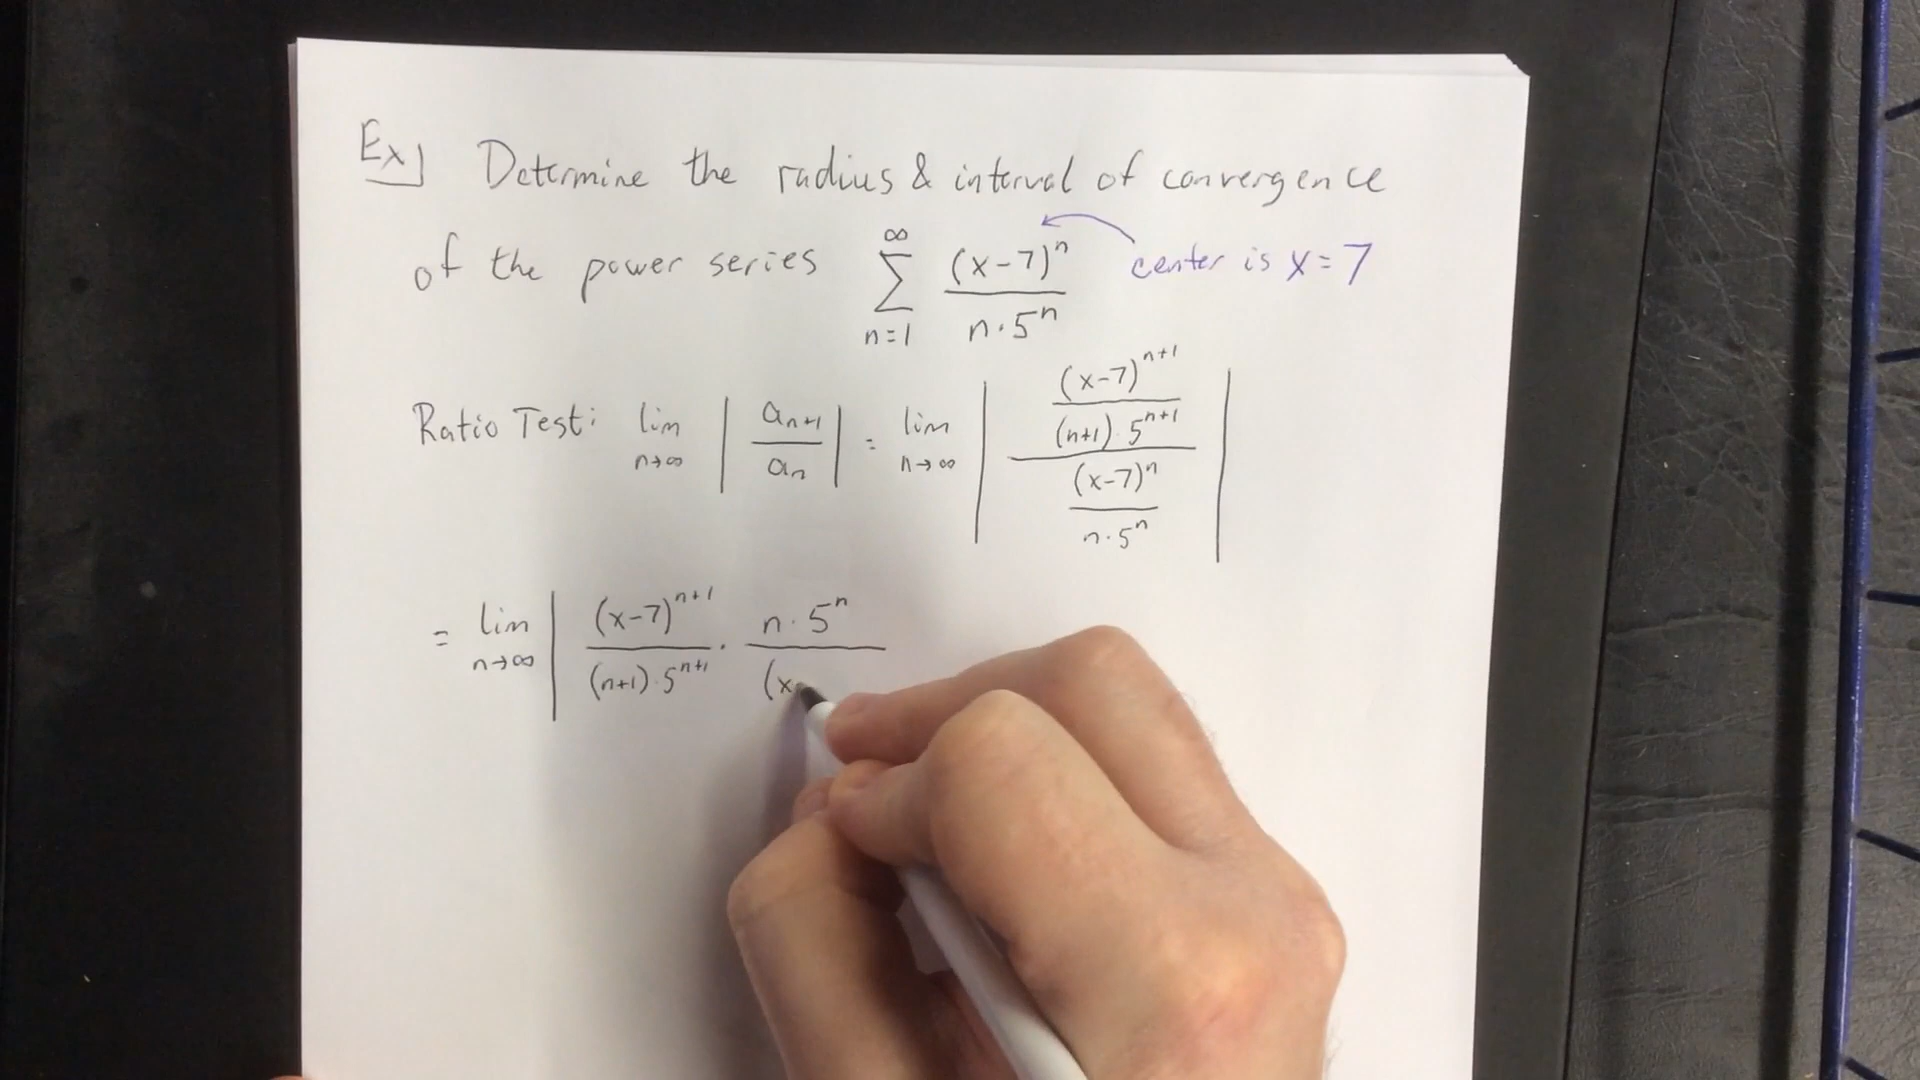 Ex] Determine the radius & interval of convergence
of the power series ∑_{n=1}^{∞} (x-7)^n / (n·5^n) center is x=7
Ratio Test: lim_{n→∞} | a_{n+1} / a_n | = lim_{n→∞} | ((x-7)^{n+1} / ((n+1)·5^{n+1})) / ((x-7)^n / (n·5^n)) |
= lim_{n→∞} | (x-7)^{n+1} / ((n+1)·5^{n+1}) · n·5^n / (x-